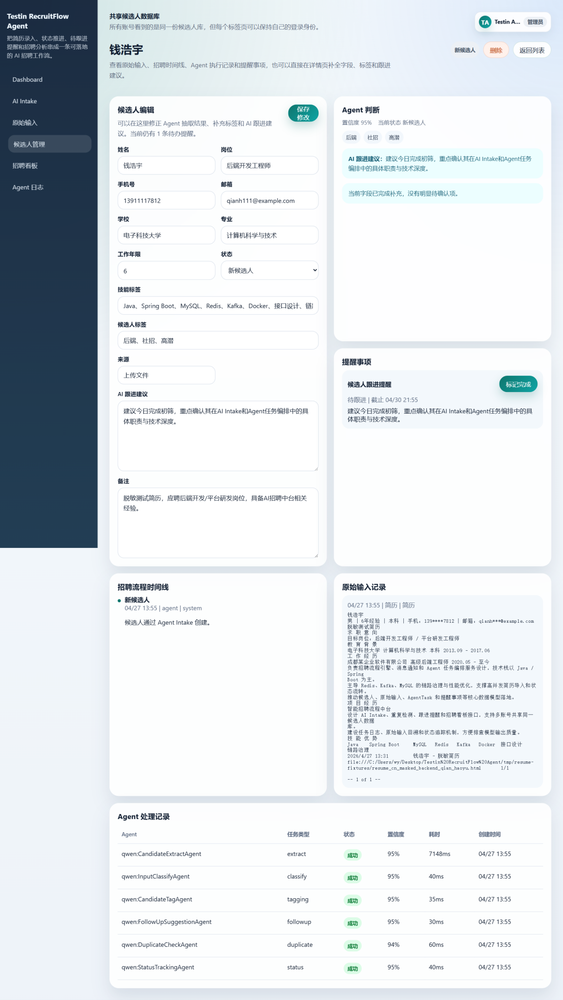 Testin RecruitFlow
Agent
把简历录入、状态推进、待跟进
提醒和招聘分析串成一条可落地
的 AI 招聘工作流。
Dashboard
AI Intake
原始输入
候选人管理
招聘看板
Agent 日志
共享候选人数据库
所有账号看到的是同一份候选人库，但每个标签页可以保持自己的登录身份。
TA
Testin A...
管理员
钱浩宇
查看原始输入、招聘时间线、Agent 执行记录和提醒事项，也可以直接在详情页补全字段、标签和跟进
建议。
新候选人
删除
返回列表
候选人编辑
可以在这里修正 Agent 抽取结果、补充标签和 AI 跟进建
议。当前仍有 1 条待办提醒。
保存
修改
姓名
岗位
钱浩宇
后端开发工程师
手机号
邮箱
13911117812
qianh111@example.com
学校
专业
电子科技大学
计算机科学与技术
工作年限
状态
6
新候选人
技能标签
Java、Spring Boot、MySQL、Redis、Kafka、Docker、接口设计、链
候选人标签
后端、社招、高潜
来源
上传文件
AI 跟进建议
建议今日完成初筛，重点确认其在AI Intake和Agent任务编排中的具
体职责与技术深度。
备注
脱敏测试简历，应聘后端开发/平台研发岗位，具备AI招聘中台相关
经验。
Agent 判断
置信度 95% 当前状态 新候选人
后端
社招
高潜
AI 跟进建议：建议今日完成初筛，重点确认其在AI Intake和Agent任务
编排中的具体职责与技术深度。
当前字段已完成补充，没有明显待确认项。
提醒事项
候选人跟进提醒
标记完成
待跟进 | 截止 04/30 21:55
建议今日完成初筛，重点确认其在AI Intake和Agent任务编排中的具
体职责与技术深度。
招聘流程时间线
新候选人
04/27 13:55 | agent | system
候选人通过 Agent Intake 创建。
原始输入记录
04/27 13:55 | 简历 | 简历
钱浩宇
男 | 6年经验 | 本科 | 手机：139****7812 | 邮箱：qianh***@example.com
脱敏测试简历
求 职 意 向
目标岗位：后端开发工程师 / 平台研发工程师
教 育 背 景
电子科技大学 计算机科学与技术 本科 2013.09 - 2017.06
工 作 经 历
成都某企业软件有限公司 高级后端工程师 2020.05 - 至今
负责招聘流程引擎、消息通知和 Agent 任务编排服务设计，技术栈以 Java /
Spring
Boot 为主。
主导 Redis、Kafka、MySQL 的链路治理与性能优化，支撑高并发简历导入和状
态流转。
推动候选人、原始输入、AgentTask 和提醒事项等核心数据模型落地。
项 目 经 历
智能招聘流程中台
设计 AI Intake、重复检测、跟进提醒和招聘看板接口，支持多账号共享同一
候选人数据
库。
建设任务日志、原始输入回溯和状态追踪机制，方便排查模型输出质量。
技 能 优 势
Java Spring Boot MySQL Redis Kafka Docker 接口设计
链路治理
2026/4/27 13:31 钱浩宇 - 脱敏简历
file:///C:/Users/wy/Desktop/Testin%20RecruitFlow%20Agent/tmp/resume-
fixtures/resume_cn_masked_backend_qian_haoyu.html 1/1
-- 1 of 1 --
Agent 处理记录
Agent 任务类型 状态 置信度 耗时 创建时间
qwen:CandidateExtractAgent extract 成功 95% 7148ms 04/27 13:55
qwen:InputClassifyAgent classify 成功 95% 40ms 04/27 13:55
qwen:CandidateTagAgent tagging 成功 95% 35ms 04/27 13:55
qwen:FollowUpSuggestionAgent followup 成功 95% 30ms 04/27 13:55
qwen:DuplicateCheckAgent duplicate 成功 94% 60ms 04/27 13:55
qwen:StatusTrackingAgent status 成功 95% 40ms 04/27 13:55